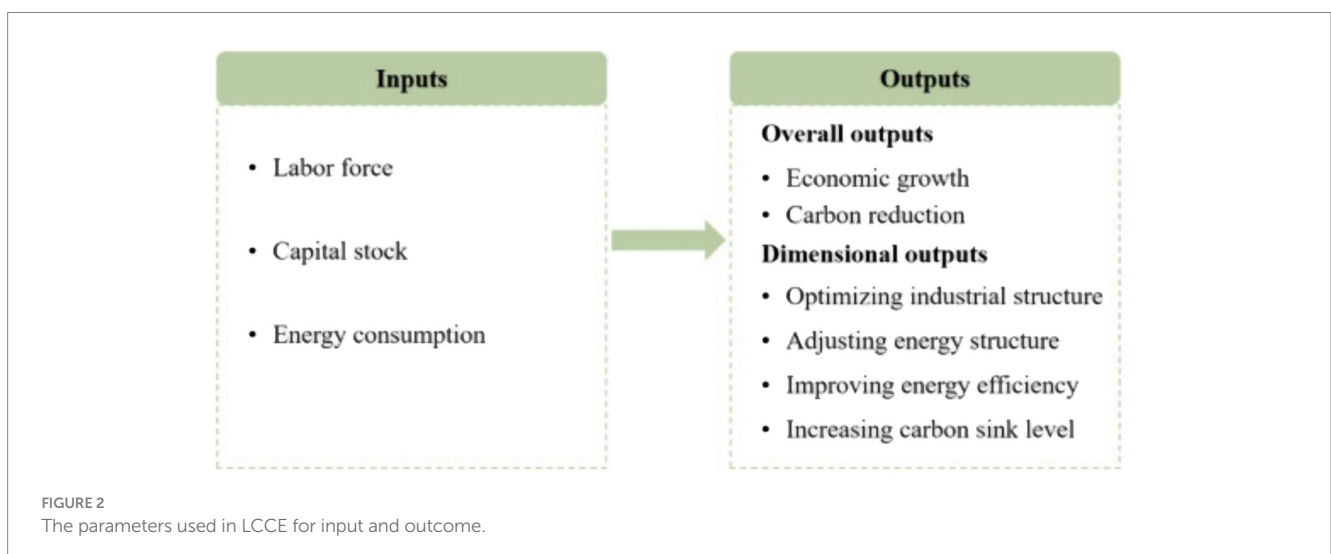 Inputs
• Labor force
• Capital stock
• Energy consumption
Outputs
Overall outputs
• Economic growth
• Carbon reduction
Dimensional outputs
• Optimizing industrial structure
• Adjusting energy structure
• Improving energy efficiency
• Increasing carbon sink level
FIGURE 2
The parameters used in LCCE for input and outcome.